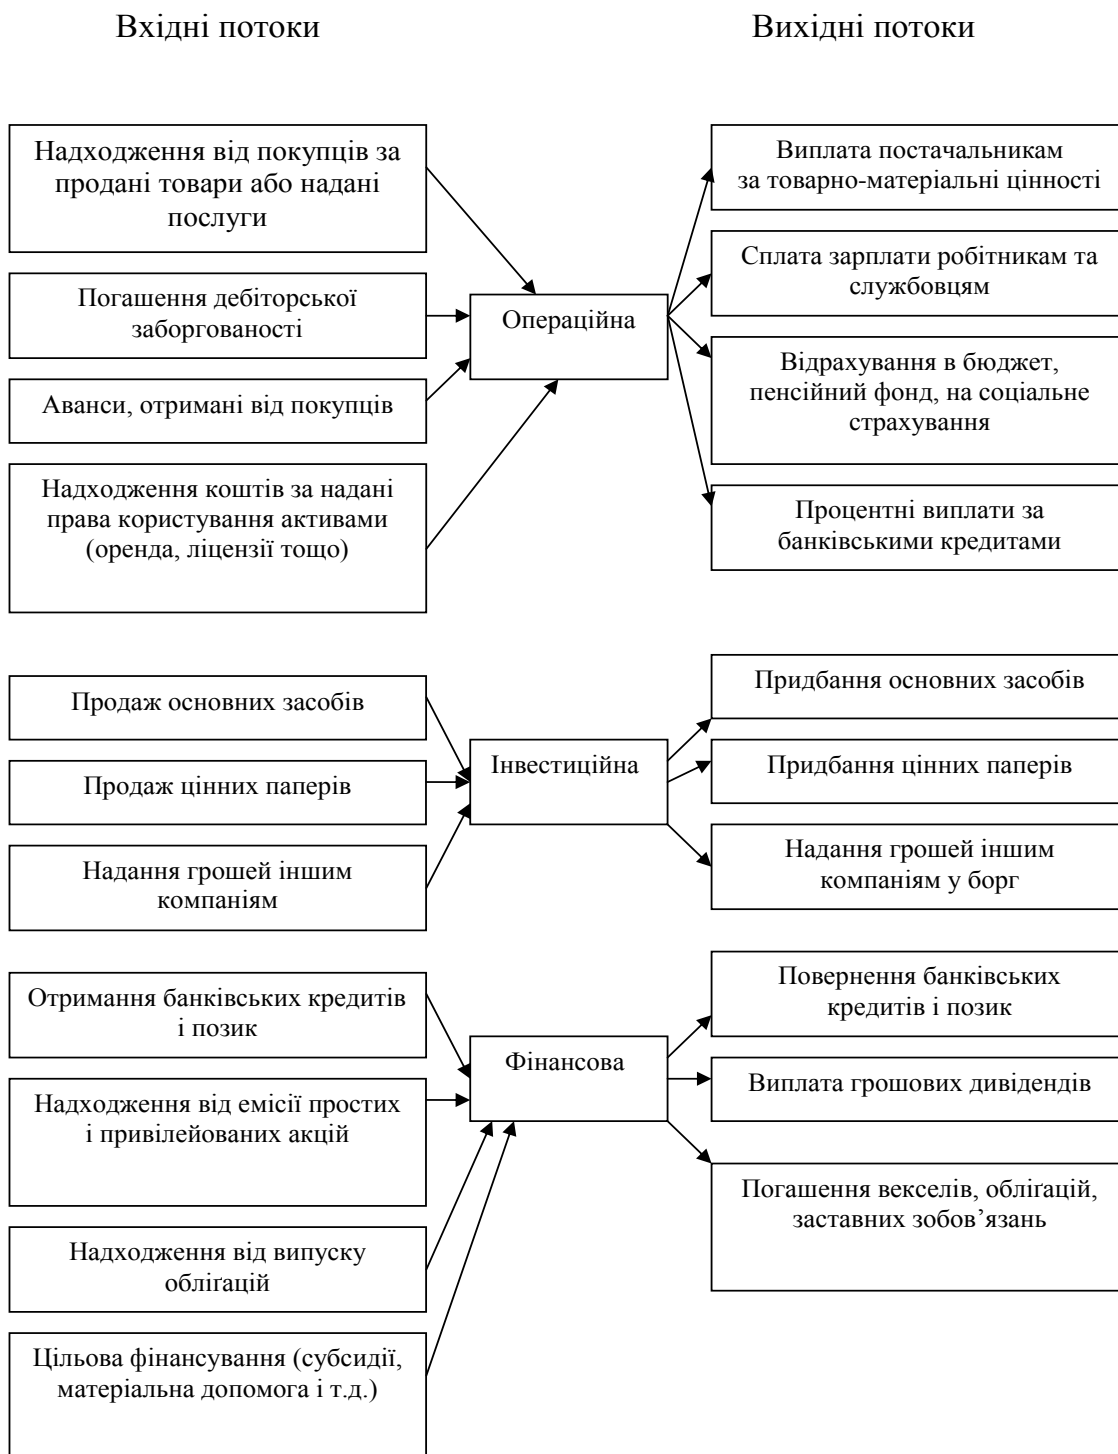 Вхідні потоки
Вихідні потоки
Надходження від покупців за
продані товари або надані
послуги
Погашення дебіторської
заборгованості
Аванси, отримані від покупців
Надходження коштів за надані
права користування активами
(оренда, ліцензії тощо)
Операційна
Виплата постачальникам
за товарно-матеріальні цінності
Сплата зарплати робітникам та
службовцям
Відрахування в бюджет,
пенсійний фонд, на соціальне
страхування
Процентні виплати за
банківськими кредитами
Продаж основних засобів
Продаж цінних паперів
Надання грошей іншим
компаніям
Інвестиційна
Придбання основних засобів
Придбання цінних паперів
Надання грошей іншим
компаніям у борг
Отримання банківських кредитів
і позик
Надходження від емісії простих
і привілейованих акцій
Надходження від випуску
обліґацій
Цільова фінансування (субсидії,
матеріальна допомога і т.д.)
Фінансова
Повернення банківських
кредитів і позик
Виплата грошових дивідендів
Погашення векселів, обліґацій,
заставних зобов’язань